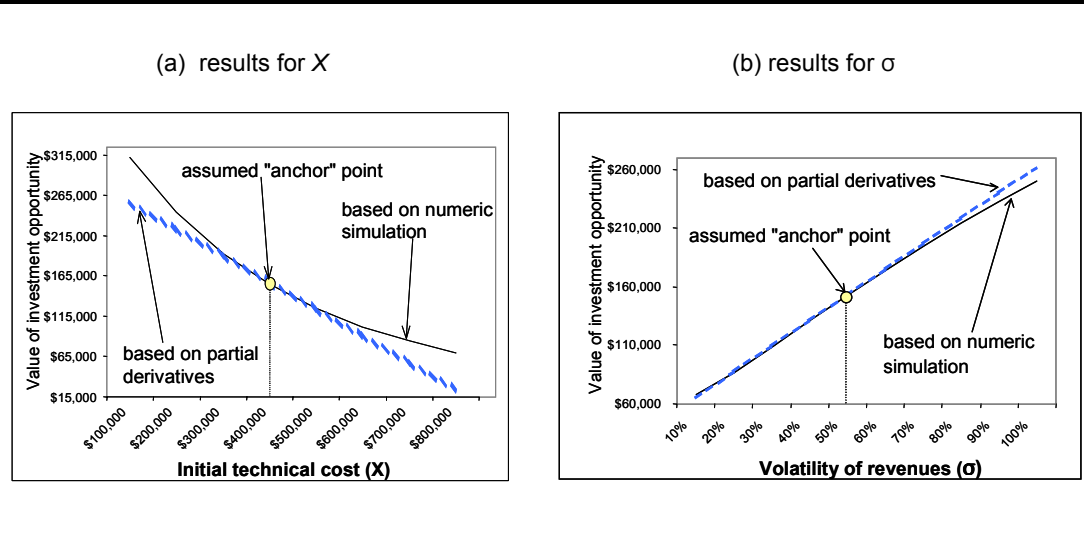 (a) results for X
(b) results for σ
Value of investment opportunity
$315,000
$265,000
$215,000
$165,000
$115,000
$65,000
$15,000
assumed "anchor" point
based on numeric
simulation
based on partial
derivatives
$100,000
$200,000
$300,000
$400,000
$500,000
$600,000
$700,000
$800,000
Initial technical cost (X)
Value of investment opportunity
$260,000
$210,000
$160,000
$110,000
$60,000
based on partial derivatives
assumed "anchor" point
based on numeric
simulation
10%
20%
30%
40%
50%
60%
70%
80%
90%
100%
Volatility of revenues (σ)